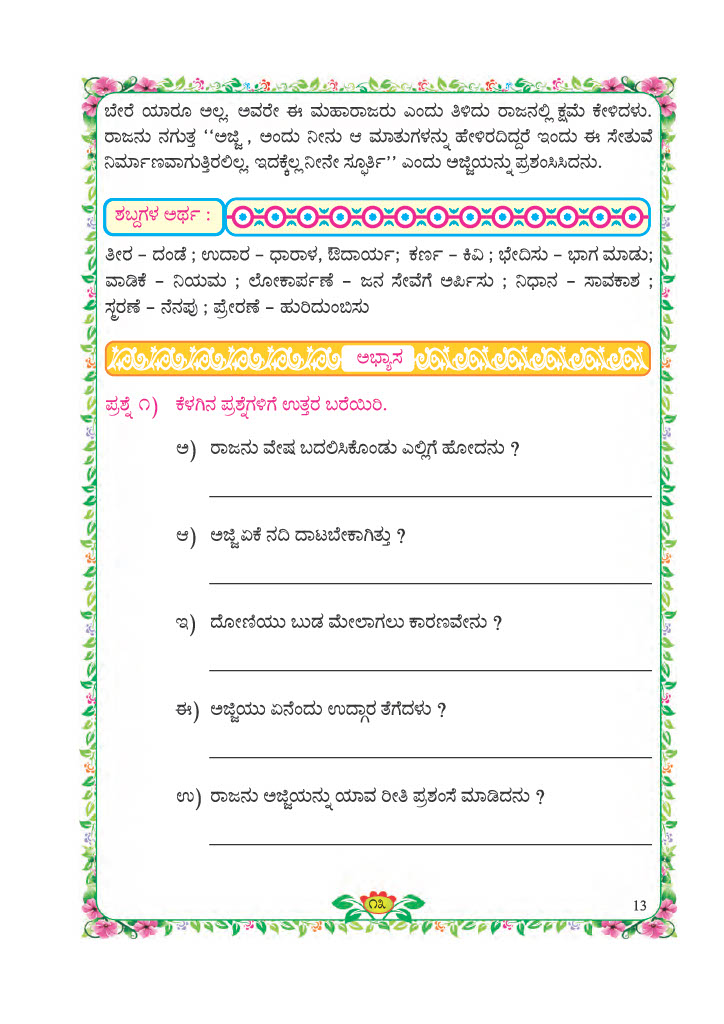 ಬೇರೆ ಯಾರೂ ಅಲ್ಲ. ಅವರೇ ಈ ಮಹಾರಾಜರು ಎಂದು ತಿಳಿದು ರಾಜನಲ್ಲಿ ಕ್ಷಮೆ ಕೇಳಿದಳು.
ರಾಜನು ನಗುತ್ತ ‘‘ಅಜ್ಜಿ , ಅಂದು ನೀನು ಆ ಮಾತುಗಳನ್ನು ಹೇಳಿರದಿದ್ದರೆ ಇಂದು ಈ ಸೇತುವೆ
ನಿರ್ಮಾಣವಾಗುತ್ತಿರಲಿಲ್ಲ. ಇದಕ್ಕೆಲ್ಲ ನೀನೇ ಸ್ಫೂರ್ತಿ’’ ಎಂದು ಅಜ್ಜಿಯನ್ನು ಪ್ರಶಂಸಿಸಿದನು.
ಶಬ್ದಗಳ ಅರ್ಥ :
ತೀರ – ದಂಡೆ ; ಉದಾರ – ಧಾರಾಳ, ಔದಾರ್ಯ; ಕರ್ಣ – ಕಿವಿ ; ಭೇದಿಸು – ಭಾಗ ಮಾಡು;
ವಾಡಿಕೆ – ನಿಯಮ ; ಲೋಕಾರ್ಪಣೆ – ಜನ ಸೇವೆಗೆ ಅರ್ಪಿಸು ; ನಿಧಾನ – ಸಾವಕಾಶ ;
ಸ್ಮರಣೆ – ನೆನಪು ; ಪ್ರೇರಣೆ – ಹುರಿದುಂಬಿಸು
ಅಭ್ಯಾಸ
ಪ್ರಶ್ನೆ ೧) ಕೆಳಗಿನ ಪ್ರಶ್ನೆಗಳಿಗೆ ಉತ್ತರ ಬರೆಯಿರಿ.
ಅ) ರಾಜನು ವೇಷ ಬದಲಿಸಿಕೊಂಡು ಎಲ್ಲಿಗೆ ಹೋದನು ?
ಆ) ಅಜ್ಜಿ ಏಕೆ ನದಿ ದಾಟಬೇಕಾಗಿತ್ತು ?
ಇ) ದೋಣಿಯು ಬುಡ ಮೇಲಾಗಲು ಕಾರಣವೇನು ?
ಈ) ಅಜ್ಜಿಯು ಏನೆಂದು ಉದ್ಗಾರ ತೆಗೆದಳು ?
ಉ) ರಾಜನು ಅಜ್ಜಿಯನ್ನು ಯಾವ ರೀತಿ ಪ್ರಶಂಸೆ ಮಾಡಿದನು ?
೧೩
13